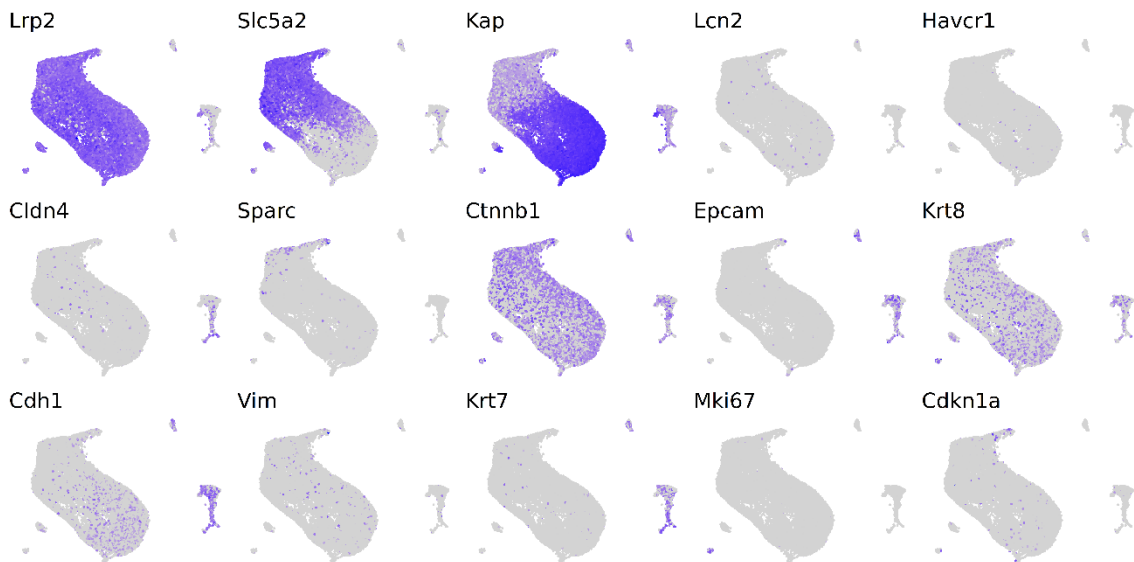 Lrp2 Slc5a2 Kap Lcn2 Havcr1
Cldn4 Sparc Ctnnb1 Epcam Krt8
Cdh1 Vim Krt7 Mki67 Cdkn1a